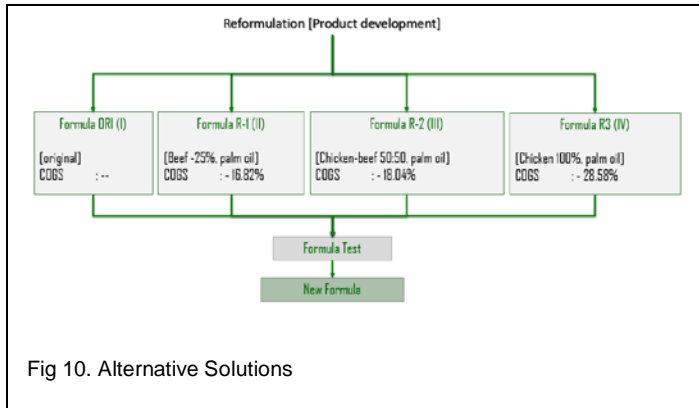 Reformulation [Product development]
Formula ORI (I)
[original]
COGS : --
Formula R-1 (II)
[Beef -25%, palm oil]
COGS : - 16.82%
Formula R-2 (III)
[Chicken-beef 50:50, palm oil]
COGS : - 18.04%
Formula R3 (IV)
[Chicken 100%, palm oil]
COGS : - 28.58%
Formula Test
New Formula
Fig 10. Alternative Solutions